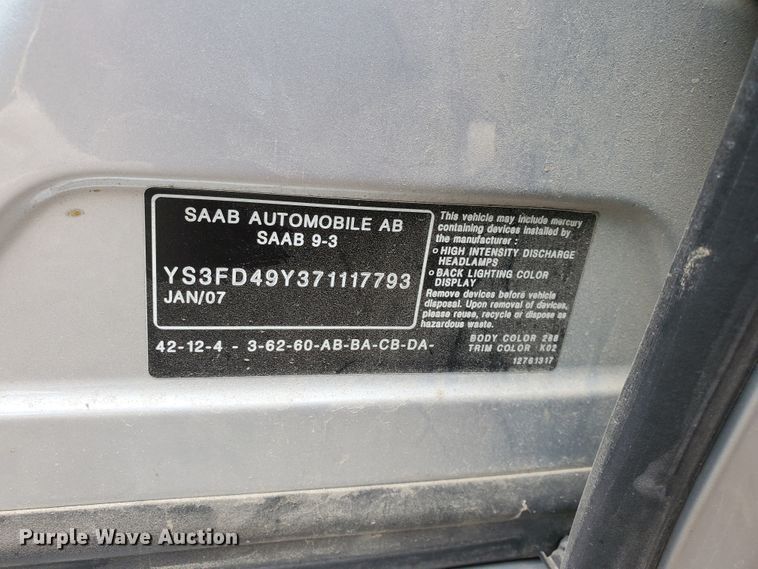 SAAB AUTOMOBILE AB
SAAB 9-3
YS3FD49Y371117793
JAN/07
42-12-4 - 3-62-60-AB-BA-CB-DA-
This vehicle may include mercury
containing devices installed by
the manufacturer :
o HIGH INTENSITY DISCHARGE
HEADLAMPS
o BACK LIGHTING COLOR
DISPLAY
Remove devices before vehicle
disposal. Upon removal of devices,
please reuse, recycle or dispose as
hazardous waste.
BODY COLOR 268
TRIM COLOR K02
12781317
Purple Wave Auction